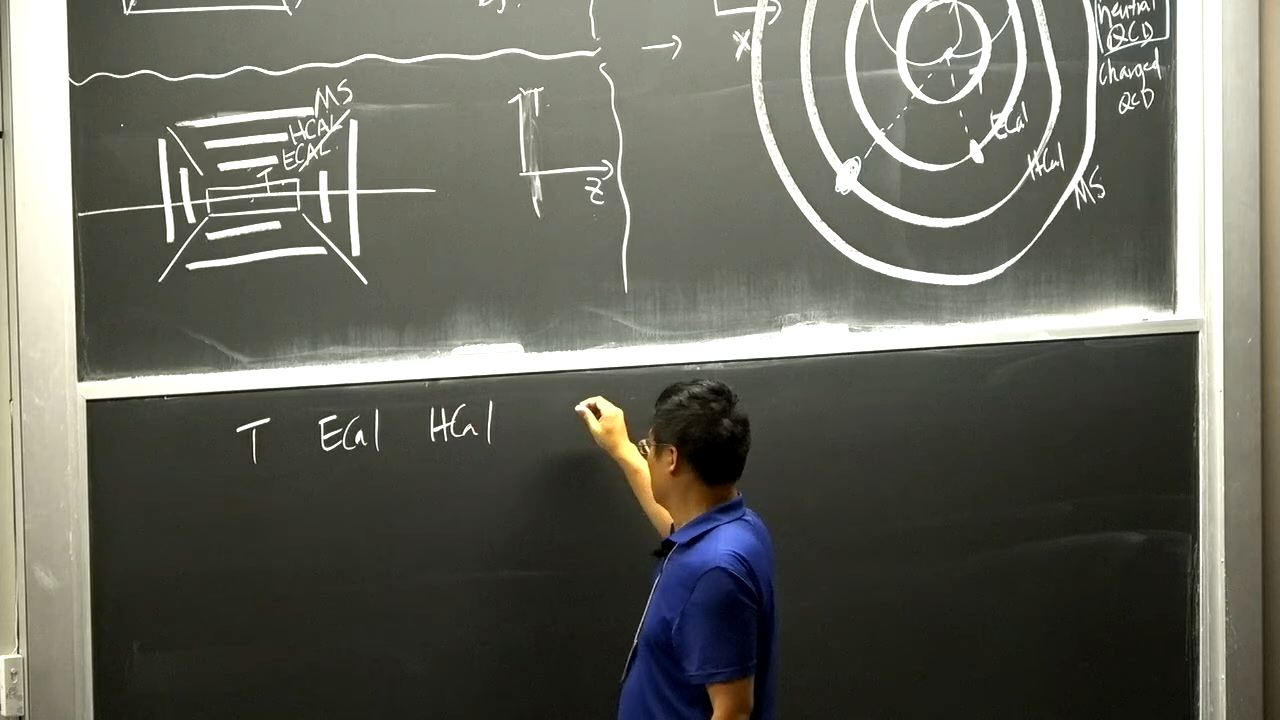 X
neutral
QCD
charged
QCD
MS
HCAL
ECAL
T
T
Z
ECal
HCal
MS
T ECal HCal